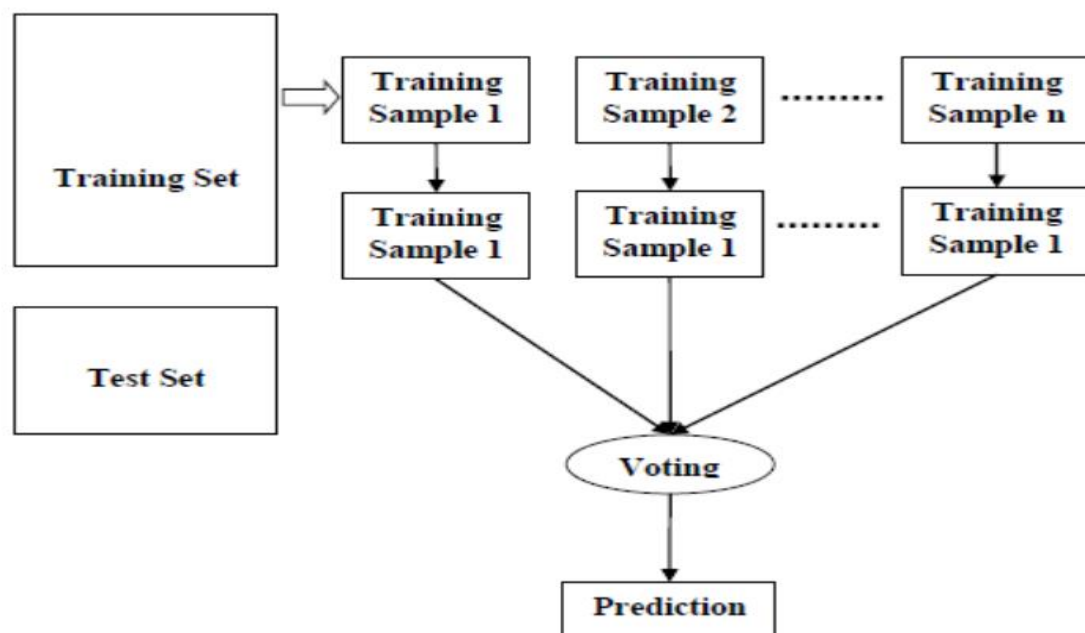 Training Set
Training
Sample 1
Training
Sample 2
.........
Training
Sample n
Training
Sample 1
Training
Sample 1
.........
Training
Sample 1
Test Set
Voting
Prediction